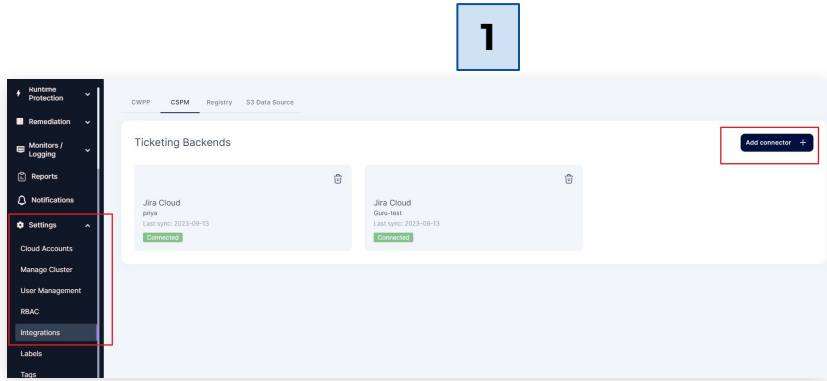 1
Runtime
Protection
Remediation
Monitors /
Logging
Reports
Notifications
Settings
Cloud Accounts
Manage Cluster
User Management
RBAC
Integrations
Labels
Tags
CWPP CSPM Registry S3 Data Source
Ticketing Backends
Add connector +
Jira Cloud
priya
Last sync: 2023-09-13
Connected
Jira Cloud
Guru-test
Last sync: 2023-09-13
Connected